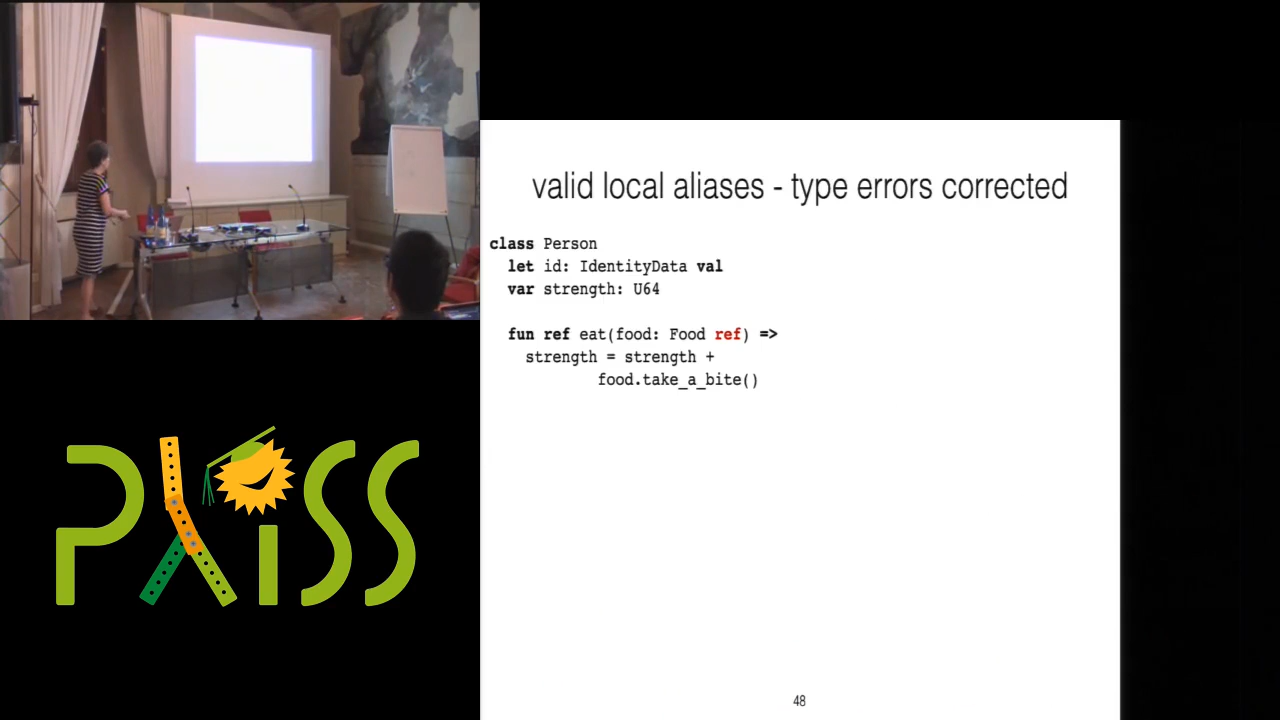 valid local aliases - type errors corrected
class Person
let id: IdentityData val
var strength: U64
fun ref eat(food: Food ref) =>
strength = strength +
food.take_a_bite()
PLISS
48